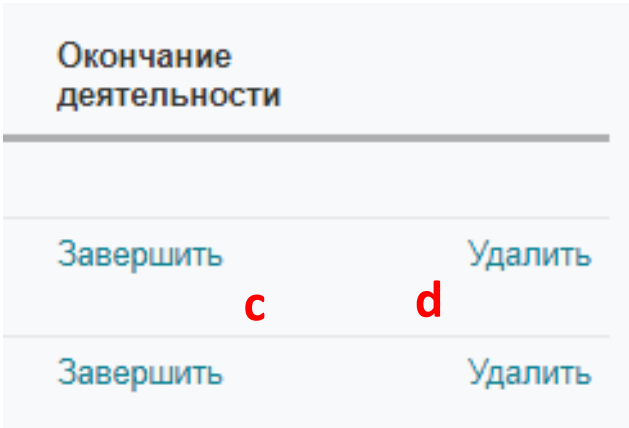 Окончание
деятельности
Завершить Удалить
c d
Завершить Удалить